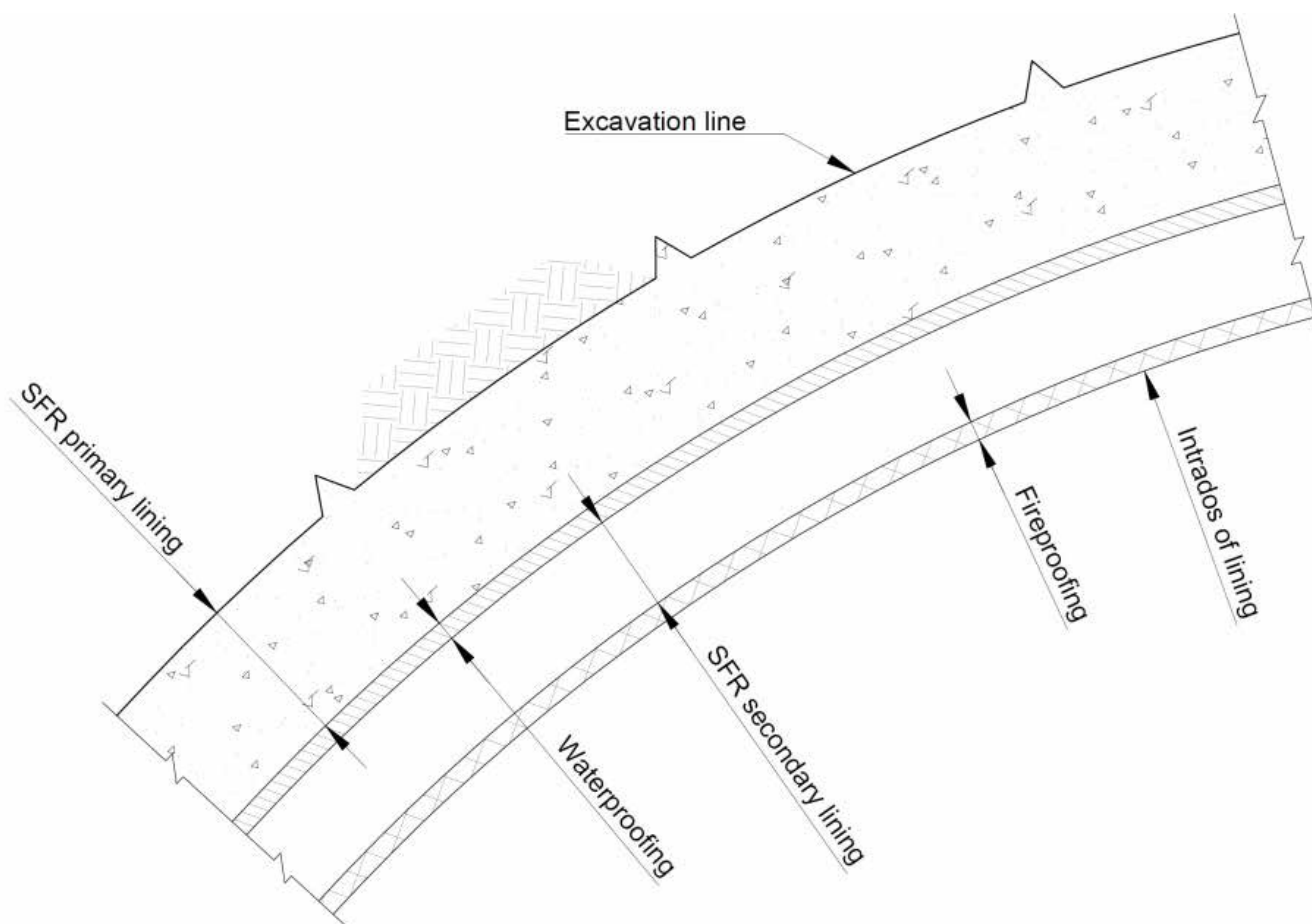 Excavation line
SFR primary lining
Waterproofing
SFR secondary lining
Fireproofing
Intrados of lining